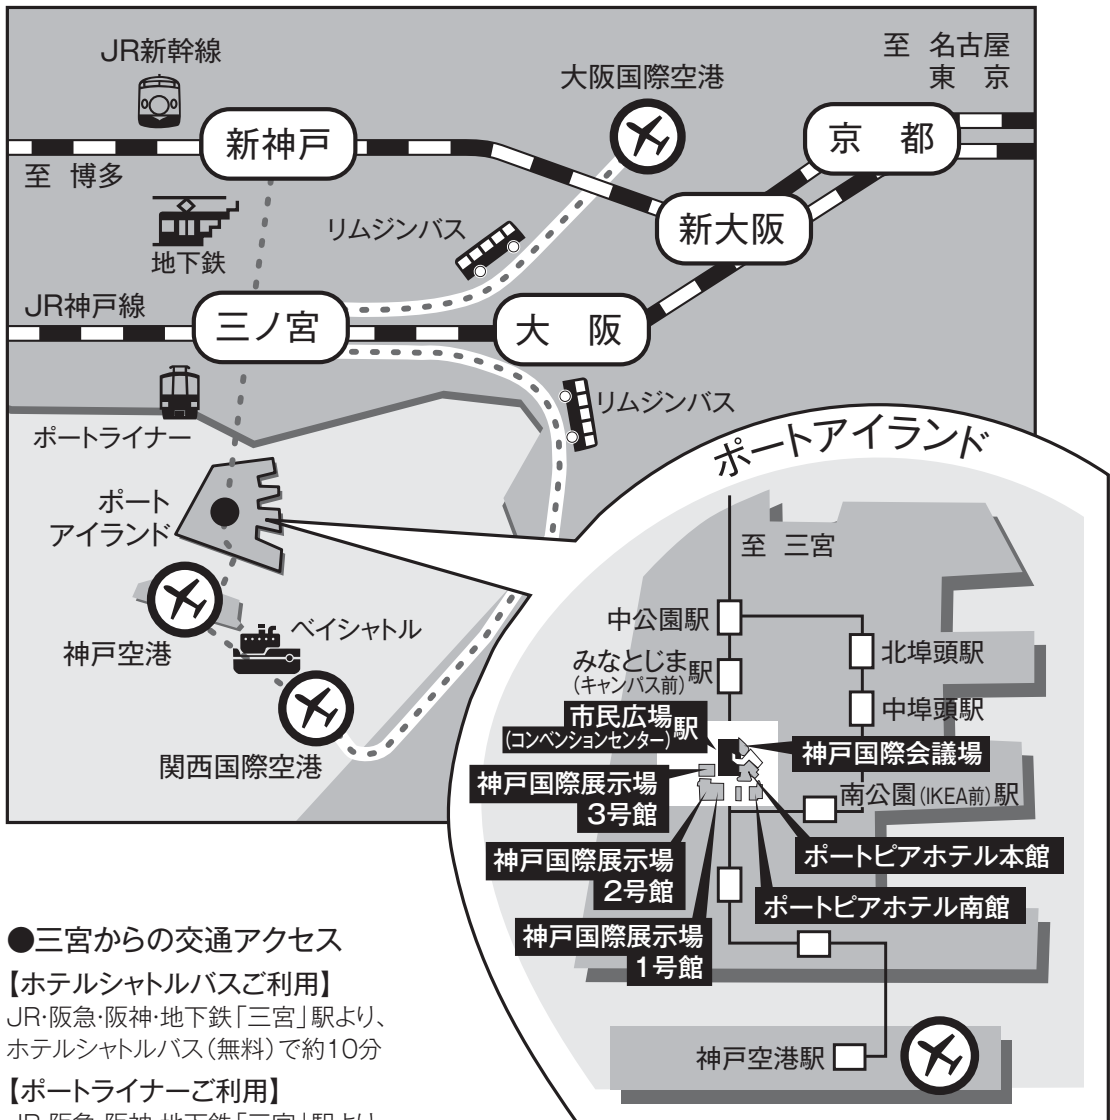 JR新幹線
大阪国際空港
至 名古屋
東 京
新神戸
京 都
至 博多
地下鉄
リムジンバス
新大阪
JR神戸線
三ノ宮
大 阪
リムジンバス
ポートライナー
ポート
アイランド
神戸空港
ベイシャトル
関西国際空港
ポートアイランド
至 三宮
中公園駅
みなとじま駅
(キャンパス前)
北埠頭駅
中埠頭駅
市民広場駅
(コンベンションセンター)
神戸国際会議場
神戸国際展示場
3号館
南公園(IKEA前)駅
神戸国際展示場
2号館
ポートピアホテル本館
ポートピアホテル南館
神戸国際展示場
1号館
神戸空港駅
●三宮からの交通アクセス
【ホテルシャトルバスご利用】
JR・阪急・阪神・地下鉄「三宮」駅より、
ホテルシャトルバス(無料)で約10分
【ポートライナーご利用】
JR・阪急・阪神・地下鉄「三宮」駅より、